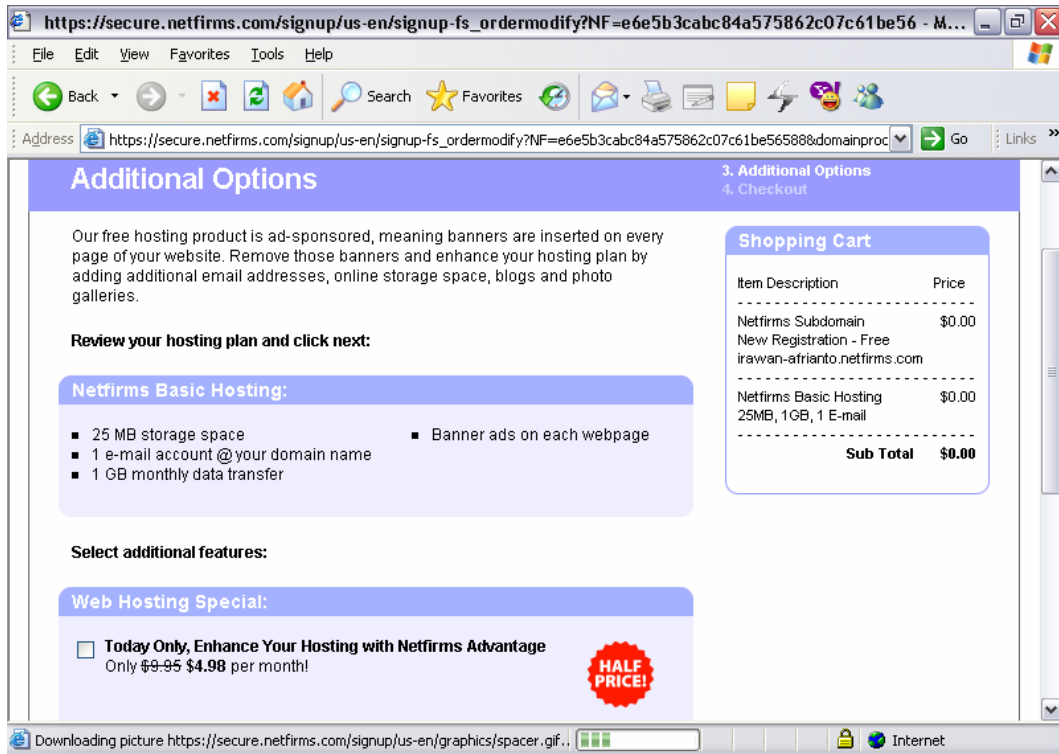 https://secure.netfirms.com/signup/us-en/signup-fs_ordermodify?NF=e6e5b3cabc84a575862c07c61be56 - M...
File Edit View Favorites Tools Help
Back Search Favorites
Address https://secure.netfirms.com/signup/us-en/signup-fs_ordermodify?NF=e6e5b3cabc84a575862c07c61be565888&domainproc Go Links »
Additional Options
3. Additional Options
4. Checkout
Our free hosting product is ad-sponsored, meaning banners are inserted on every
page of your website. Remove those banners and enhance your hosting plan by
adding additional email addresses, online storage space, blogs and photo
galleries.
Review your hosting plan and click next:
Netfirms Basic Hosting:
▪ 25 MB storage space
▪ 1 e-mail account @ your domain name
▪ 1 GB monthly data transfer
▪ Banner ads on each webpage
Select additional features:
Web Hosting Special:
Today Only, Enhance Your Hosting with Netfirms Advantage
Only $9.95 $4.98 per month!
HALF
PRICE!
Shopping Cart
Item Description Price
Netfirms Subdomain $0.00
New Registration - Free
irawan-afrianto.netfirms.com
Netfirms Basic Hosting $0.00
25MB, 1GB, 1 E-mail
Sub Total $0.00
Downloading picture https://secure.netfirms.com/signup/us-en/graphics/spacer.gif.. Internet